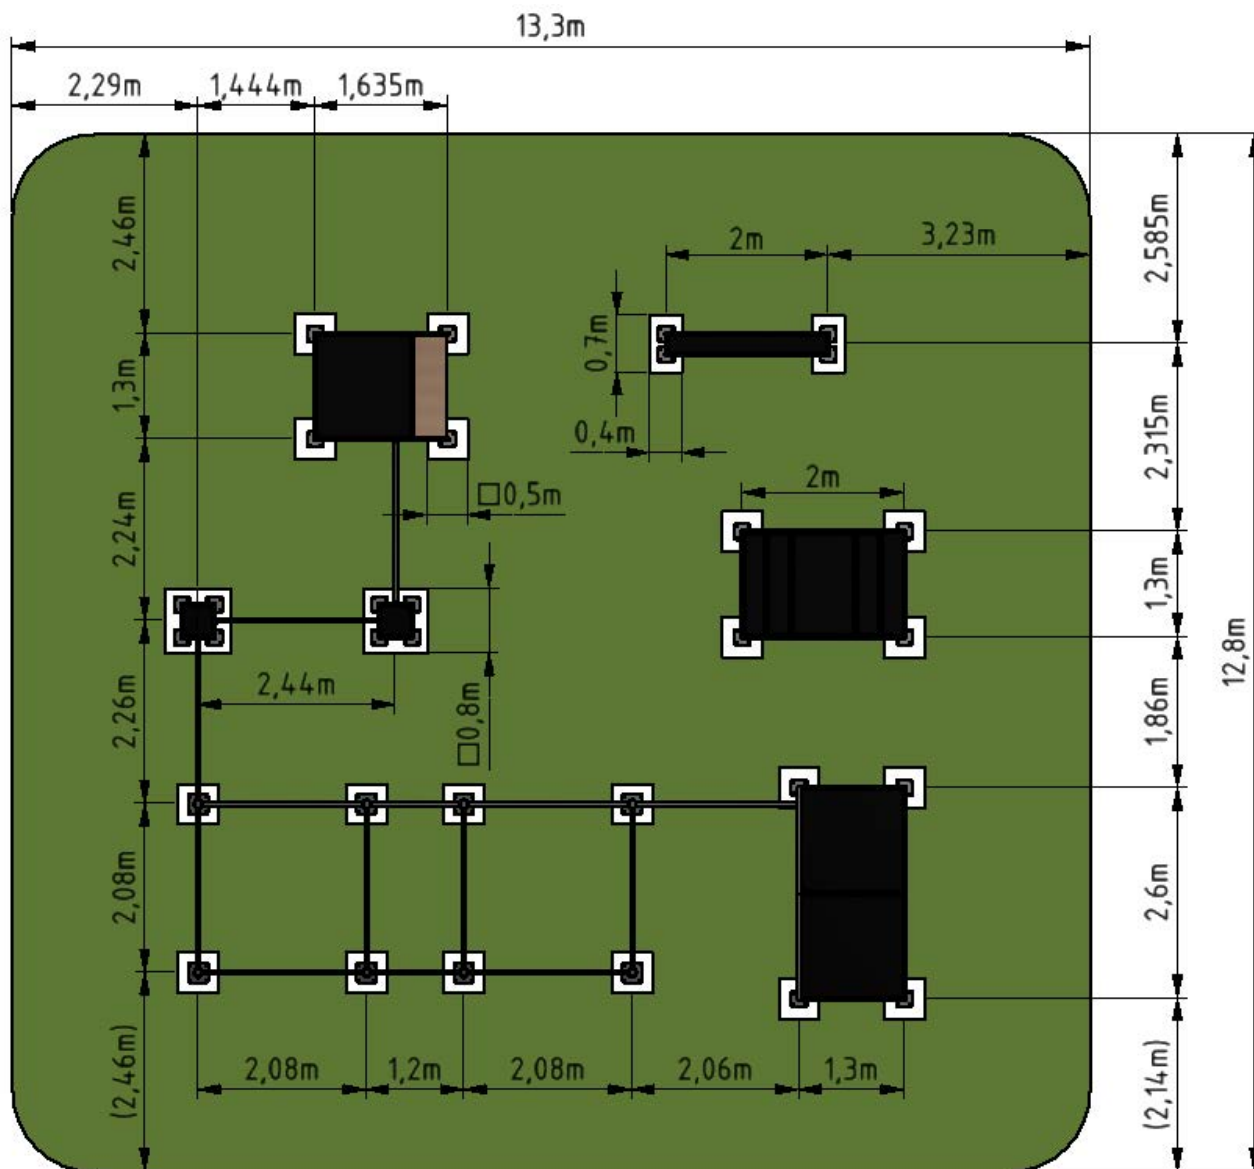 13,3m
2,29m
1,444m
1,635m
2,46m
2,585m
2m
3,23m
0,7m
1,3m
0,4m
2,315m
2,24m
□0,5m
2m
1,3m
12,8m
2,44m
2,26m
□0,8m
1,86m
2,08m
2,6m
(2,46m)
2,08m
1,2m
2,08m
2,06m
1,3m
(2,14m)